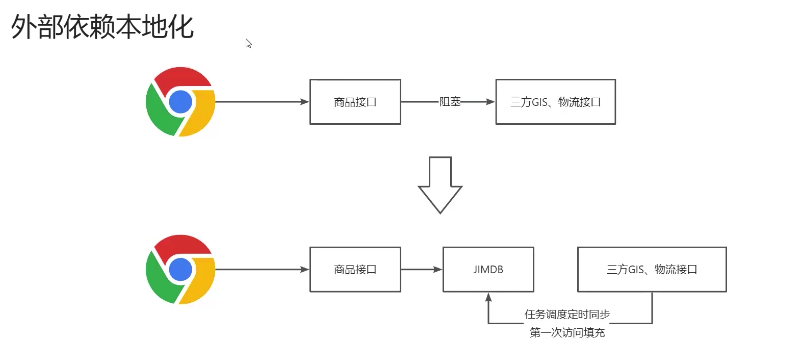 外部依赖本地化
商品接口
阻塞
三方GIS、物流接口
商品接口
JIMDB
三方GIS、物流接口
任务调度定时同步
第一次访问填充